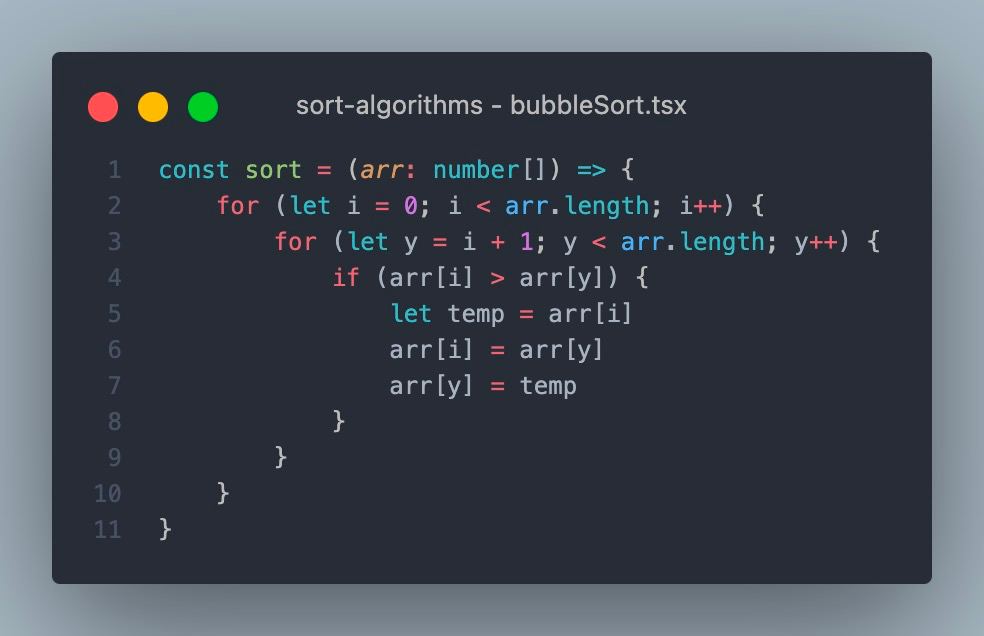 sort-algorithms - bubbleSort.tsx
1 const sort = (arr: number[]) => {
2     for (let i = 0; i < arr.length; i++) {
3         for (let y = i + 1; y < arr.length; y++) {
4             if (arr[i] > arr[y]) {
5                 let temp = arr[i]
6                 arr[i] = arr[y]
7                 arr[y] = temp
8             }
9         }
10     }
11 }